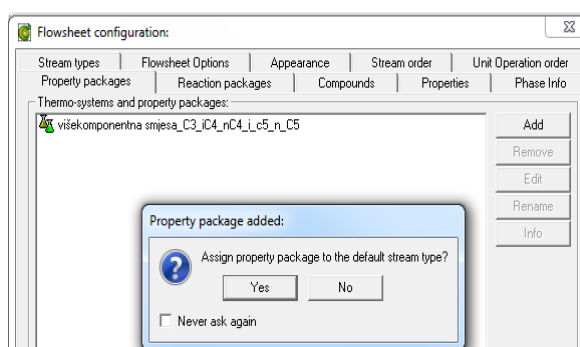 Flowsheet configuration:
Stream types
Flowsheet Options
Appearance
Stream order
Unit Operation order
Property packages
Reaction packages
Compounds
Properties
Phase Info
Thermo-systems and property packages:
višekomponentna smjesa_C3_iC4_nC4_i_c5_n_C5
Add
Remove
Edit
Rename
Info
Property package added:
Assign property package to the default stream type?
Yes
No
Never ask again